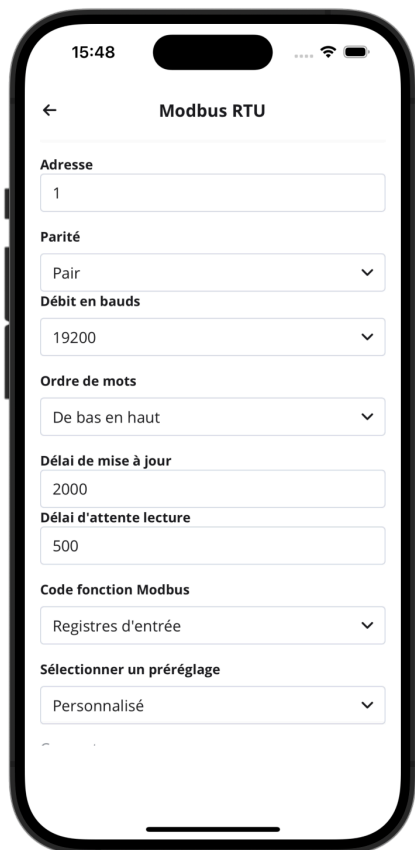 15:48
Modbus RTU
Adresse
1
Parité
Pair
Débit en bauds
19200
Ordre de mots
De bas en haut
Délai de mise à jour
2000
Délai d'attente lecture
500
Code fonction Modbus
Registres d'entrée
Sélectionner un préréglage
Personnalisé